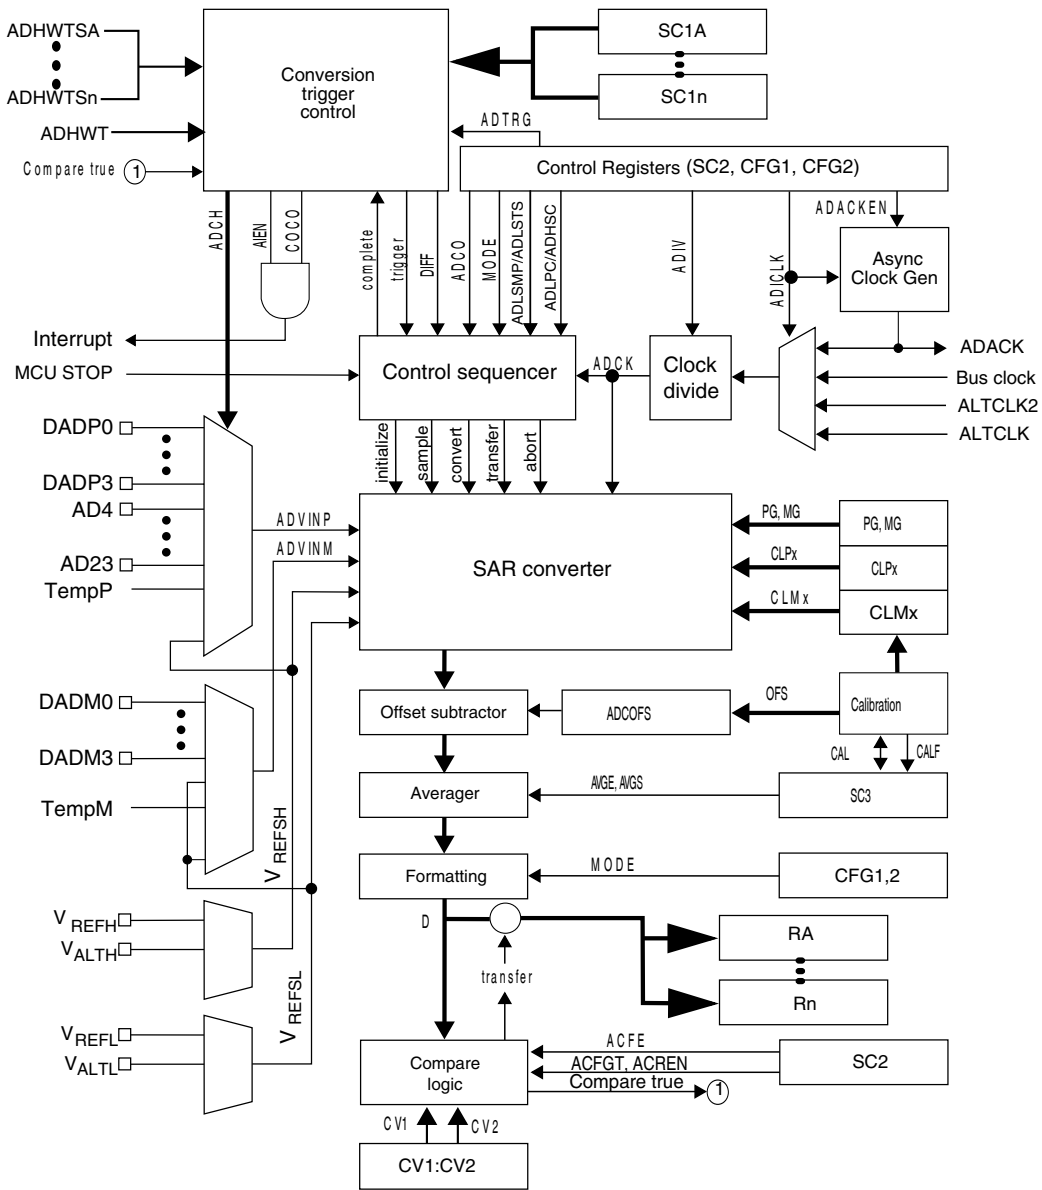 ADHWTSA
ADHWTSn
ADHWT
Compare true 1
Conversion
trigger
control
SC1A
SC1n
ADTRG
Control Registers (SC2, CFG1, CFG2)
ADCH
AIEN
COCO
complete
trigger
DIFF
ADCO
MODE
ADLSMP/ADLSTS
ADLPC/ADHSC
ADIV
ADICLK
ADACKEN
Async
Clock Gen
Interrupt
MCU STOP
Control sequencer
ADCK
Clock
divide
ADACK
Bus clock
ALTCLK2
ALTCLK
initialize
sample
convert
transfer
abort
DADP0
DADP3
AD4
AD23
TempP
ADVINP
ADVINM
SAR converter
PG, MG
PG, MG
CLPx
CLPx
CLMx
CLMx
DADM0
DADM3
TempM
Offset subtractor
ADCOFS
OFS
Calibration
CAL
CALF
Averager
AVGE, AVGS
SC3
Formatting
MODE
CFG1,2
V REFSH
VREFH
VALTH
V REFSL
VREFL
VALTL
D
transfer
RA
Rn
Compare
logic
ACFE
ACFGT, ACREN
Compare true 1
SC2
CV1
CV2
CV1:CV2